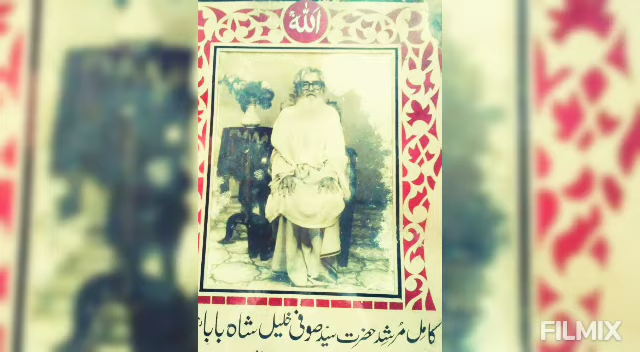 الله
کامل مرشد حضرت سید صوفی خلیل شاہ بابا
FILMIX